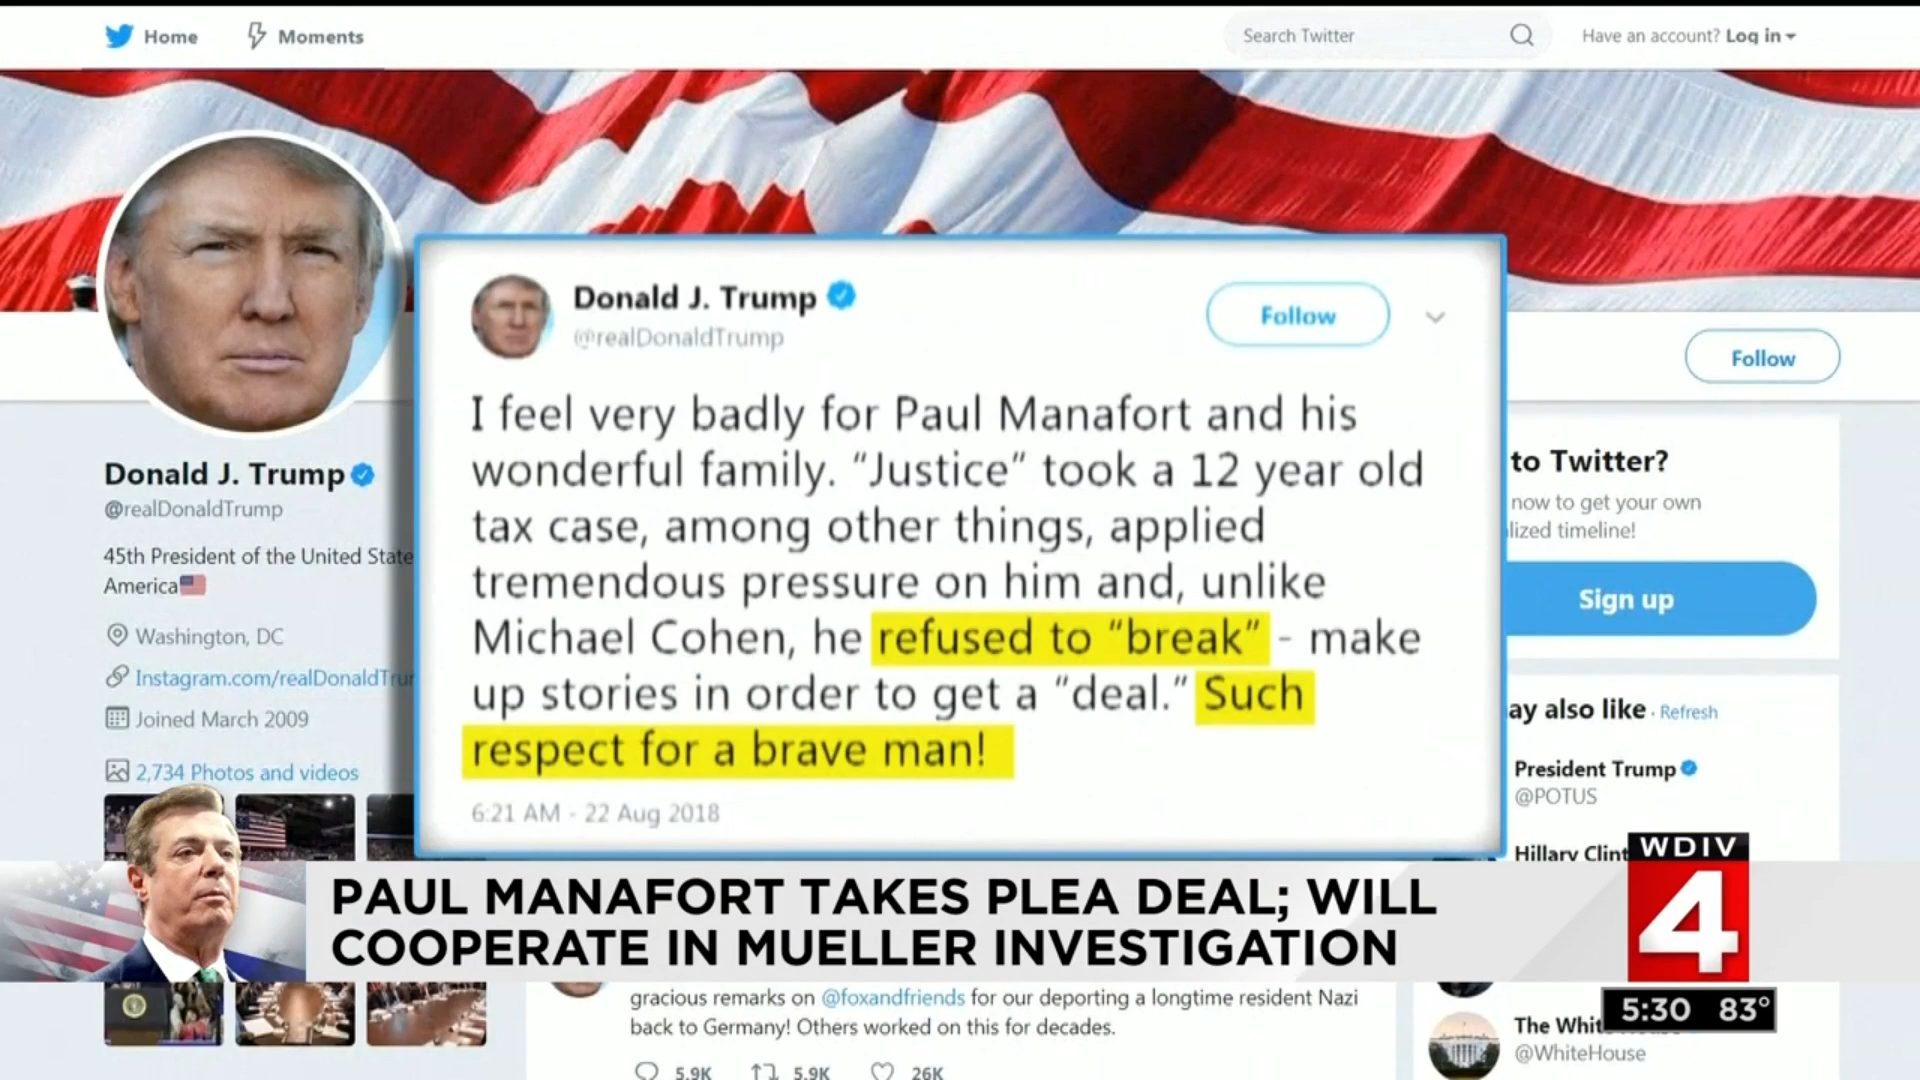 Home
Moments
Search Twitter
Have an account? Log in
Donald J. Trump
@realDonaldTrump
Follow
I feel very badly for Paul Manafort and his
wonderful family. “Justice” took a 12 year old
tax case, among other things, applied
tremendous pressure on him and, unlike
Michael Cohen, he refused to “break” - make
up stories in order to get a “deal.” Such
respect for a brave man!
6:21 AM - 22 Aug 2018
Donald J. Trump
@realDonaldTrump
45th President of the United State
America
Washington, DC
Instagram.com/realDonaldTru
Joined March 2009
2,734 Photos and videos
Follow
to Twitter?
now to get your own
lized timeline!
Sign up
ay also like · Refresh
President Trump
@POTUS
Hillary Clint
The Whit
@WhiteHouse
PAUL MANAFORT TAKES PLEA DEAL; WILL
COOPERATE IN MUELLER INVESTIGATION
WDIV
4
5:30 83°
gracious remarks on @foxandfriends for our deporting a longtime resident Nazi
back to Germany! Others worked on this for decades.
5.9K 5.9K 26K